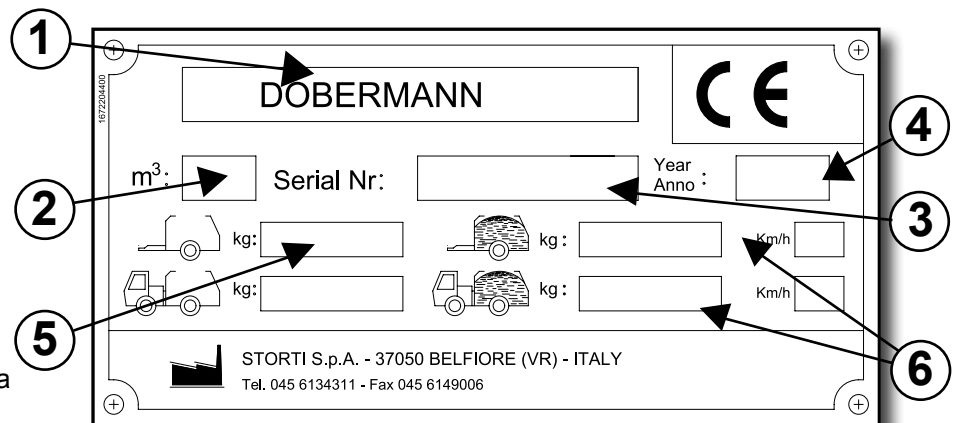 1
1672204400
DOBERMANN
CE
4
m³:
Serial Nr:
Year
Anno :
2
3
kg:
kg:
Km/h
kg:
kg:
Km/h
5
6
STORTI S.p.A. - 37050 BELFIORE (VR) - ITALY
Tel. 045 6134311 - Fax 045 6149006
a